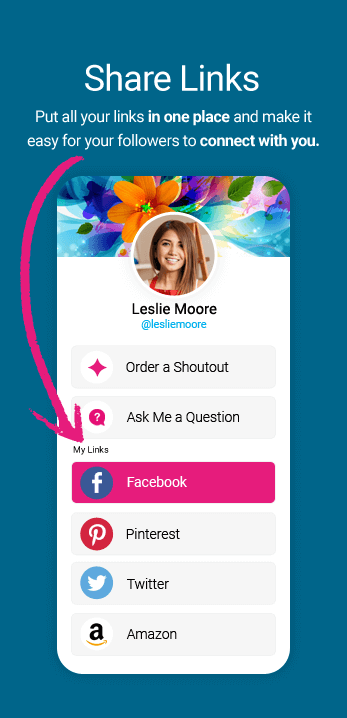 Share Links
Put all your links in one place and make it
easy for your followers to connect with you.
Leslie Moore
@lesliemoore
Order a Shoutout
Ask Me a Question
My Links
Facebook
Pinterest
Twitter
Amazon